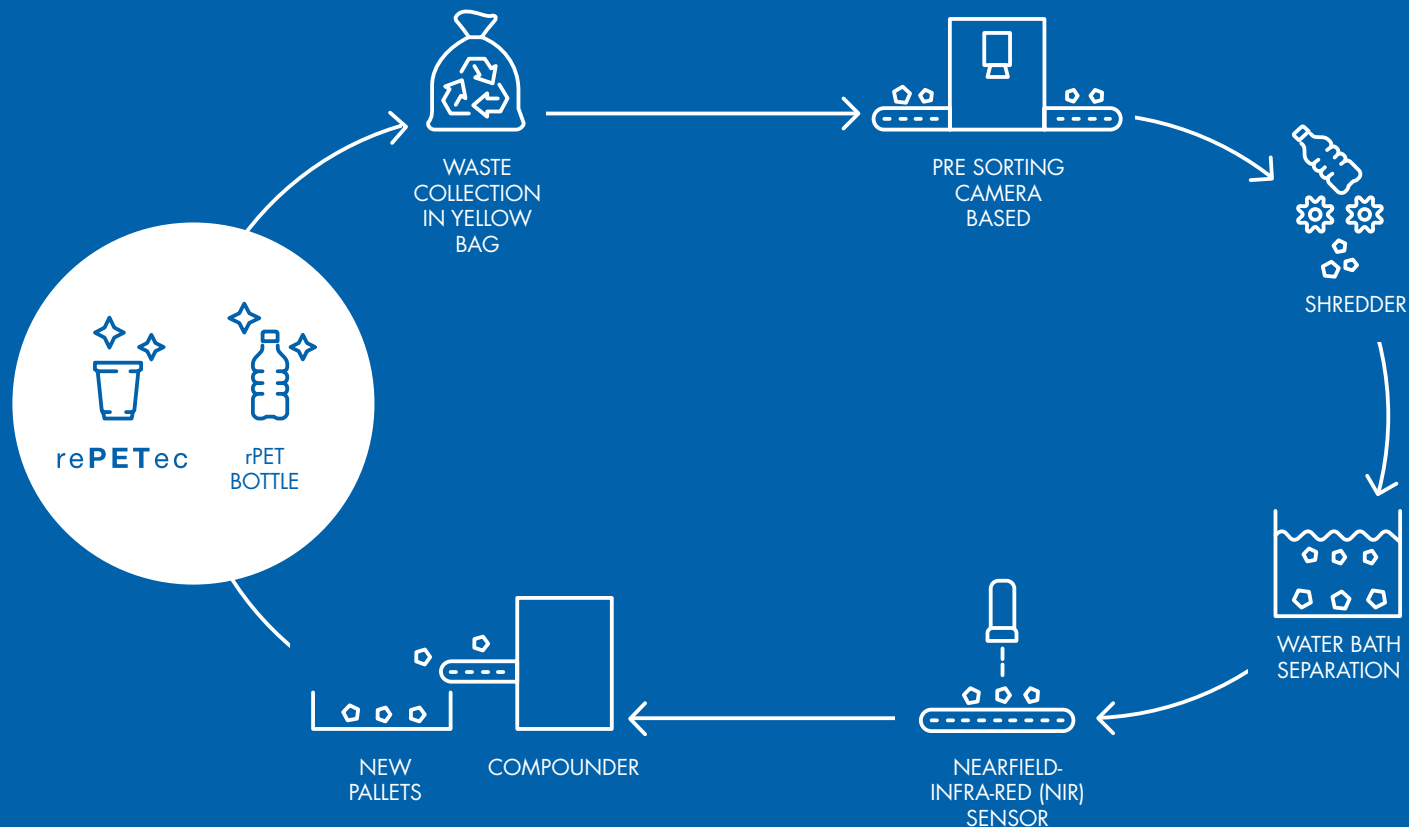 WASTE
COLLECTION
IN YELLOW
BAG
PRE SORTING
CAMERA
BASED
SHREDDER
rePETec
rPET
BOTTLE
WATER BATH
SEPARATION
NEW
PALLETS
COMPOUNDER
NEARFIELD-
INFRA-RED (NIR)
SENSOR